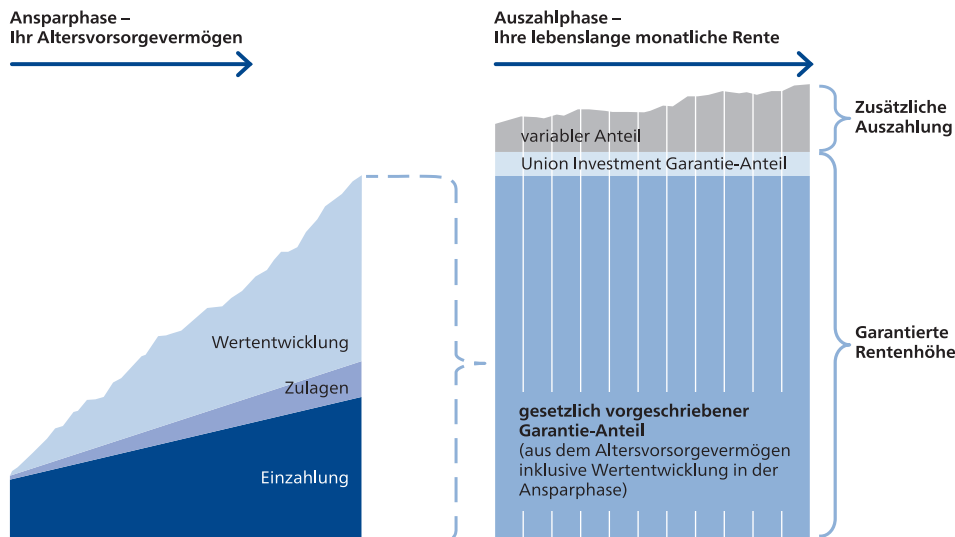 Ansparphase –
Ihr Altersvorsorgevermögen
Auszahlphase –
Ihre lebenslange monatliche Rente
Zusätzliche
Auszahlung
variabler Anteil
Union Investment Garantie-Anteil
Wertentwicklung
Zulagen
Einzahlung
Garantierte
Rentenhöhe
gesetzlich vorgeschriebener
Garantie-Anteil
(aus dem Altersvorsorgevermögen
inklusive Wertentwicklung in der
Ansparphase)